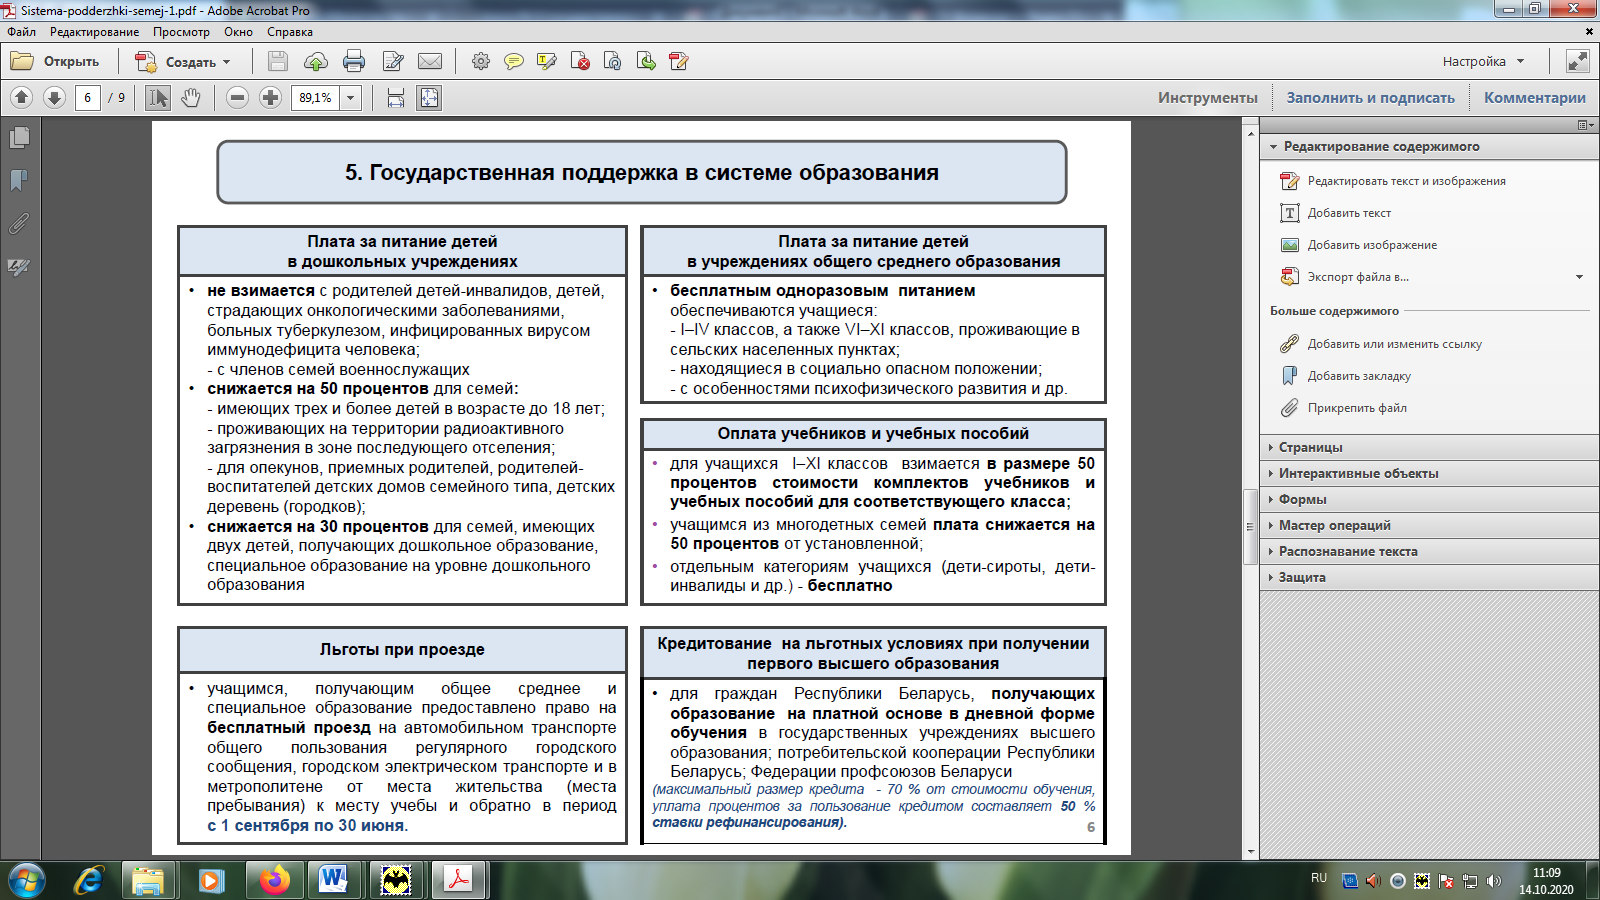 Sistema-podderzhki-semej-1.pdf - Adobe Acrobat Pro
Файл Редактирование Просмотр Окно Справка
Открыть Создать Настройка
6 / 9 89,1% Инструменты Заполнить и подписать Комментарии
5. Государственная поддержка в системе образования
Плата за питание детей
в дошкольных учреждениях
• не взимается с родителей детей-инвалидов, детей,
страдающих онкологическими заболеваниями,
больных туберкулезом, инфицированных вирусом
иммунодефицита человека;
- с членов семей военнослужащих
• снижается на 50 процентов для семей:
- имеющих трех и более детей в возрасте до 18 лет;
- проживающих на территории радиоактивного
загрязнения в зоне последующего отселения;
- для опекунов, приемных родителей, родителей-
воспитателей детских домов семейного типа, детских
деревень (городков);
• снижается на 30 процентов для семей, имеющих
двух детей, получающих дошкольное образование,
специальное образование на уровне дошкольного
образования
Плата за питание детей
в учреждениях общего среднего образования
• бесплатным одноразовым питанием
обеспечиваются учащиеся:
- I–IV классов, а также VI–XI классов, проживающие в
сельских населенных пунктах;
- находящиеся в социально опасном положении;
- с особенностями психофизического развития и др.
Оплата учебников и учебных пособий
• для учащихся I–XI классов взимается в размере 50
процентов стоимости комплектов учебников и
учебных пособий для соответствующего класса;
• учащимся из многодетных семей плата снижается на
50 процентов от установленной;
• отдельным категориям учащихся (дети-сироты, дети-
инвалиды и др.) - бесплатно
Льготы при проезде
• учащимся, получающим общее среднее и
специальное образование предоставлено право на
бесплатный проезд на автомобильном транспорте
общего пользования регулярного городского
сообщения, городском электрическом транспорте и в
метрополитене от места жительства (места
пребывания) к месту учебы и обратно в период
с 1 сентября по 30 июня.
Кредитование на льготных условиях при получении
первого высшего образования
• для граждан Республики Беларусь, получающих
образование на платной основе в дневной форме
обучения в государственных учреждениях высшего
образования; потребительской кооперации Республики
Беларусь; Федерации профсоюзов Беларуси
(максимальный размер кредита - 70 % от стоимости обучения,
уплата процентов за пользование кредитом составляет 50 %
ставки рефинансирования).
6
Редактирование содержимого
Редактировать текст и изображения
Добавить текст
Добавить изображение
Экспорт файла в...
Больше содержимого
Добавить или изменить ссылку
Добавить закладку
Прикрепить файл
Страницы
Интерактивные объекты
Формы
Мастер операций
Распознавание текста
Защита
RU
11:09
14.10.2020